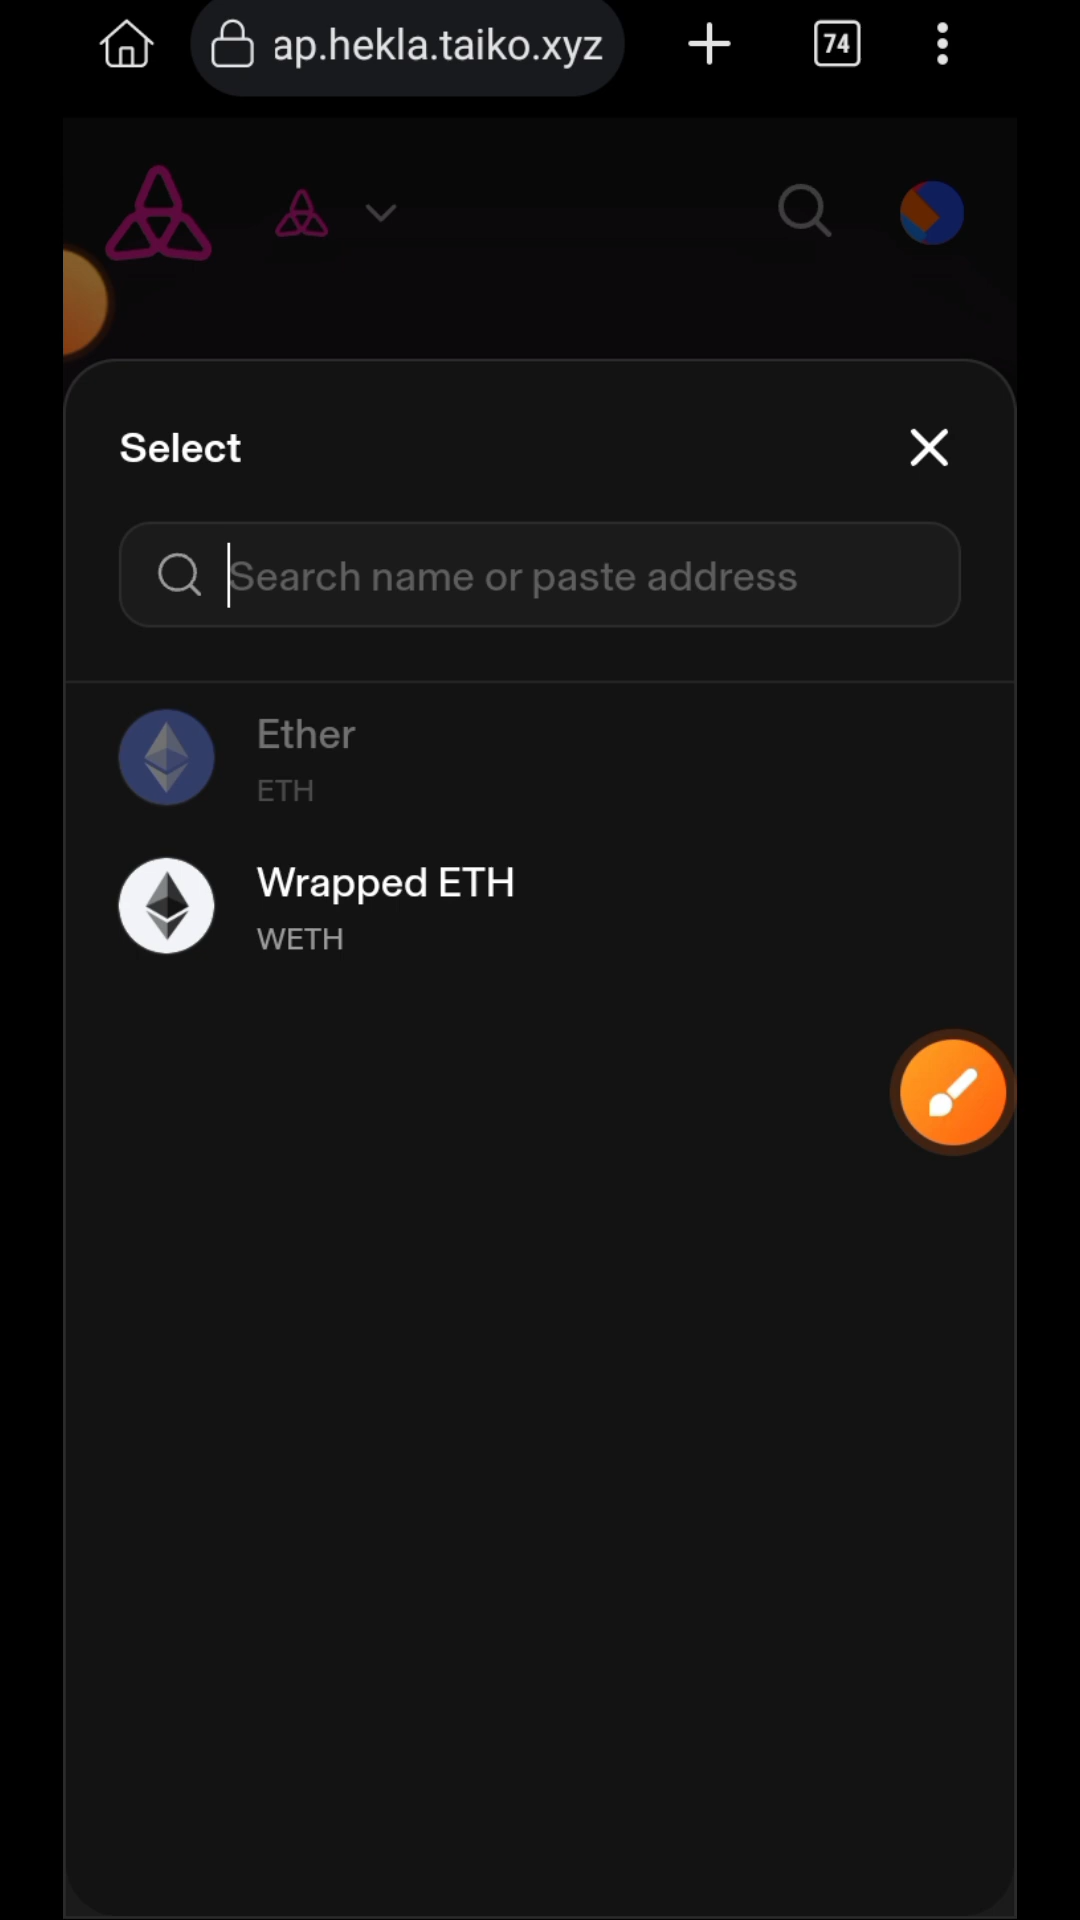 ap.hekla.taiko.xyz
74
Select
Search name or paste address
Ether
ETH
Wrapped ETH
WETH